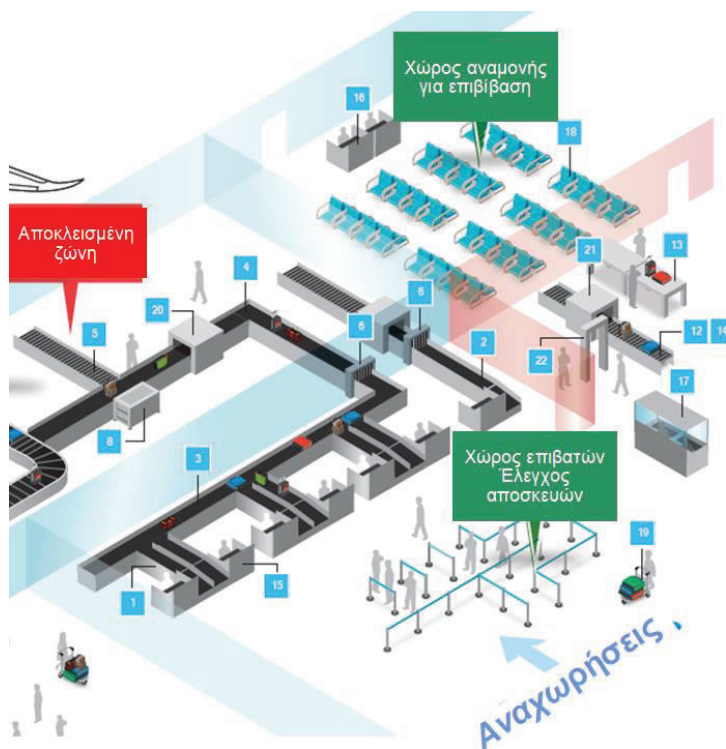 Χώρος αναμονής
για επιβίβαση
16
18
Αποκλεισμένη
ζώνη
4
21
13
20
6
5
6
2
12
14
22
8
17
Χώρος επιβατών
Έλεγχος
αποσκευών
3
19
1
15
Αναχωρήσεις